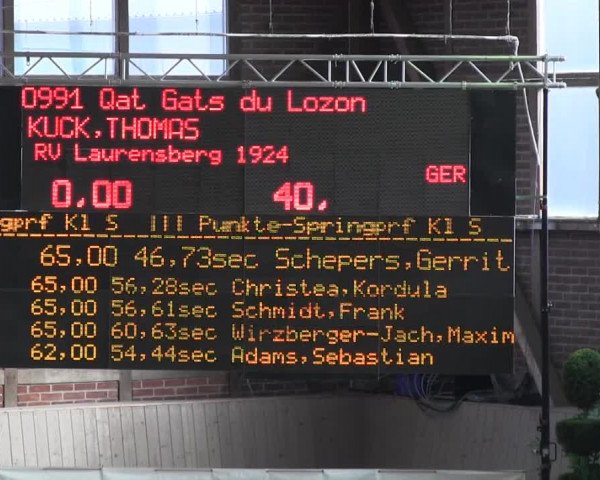 0991 Qat Gats du Lozon
KUCK,THOMAS
RV Laurensberg 1924
GER
0.00 40.
gprf Kl S ||| Punkte-Springprf Kl S
65,00 46,73sec Schepers,Gerrit
65,00 56,28sec Christea,Kordula
65,00 56,61sec Schmidt,Frank
65,00 60,63sec Wirzberger-Jach,Maxim
62,00 54,44sec Adams,Sebastian